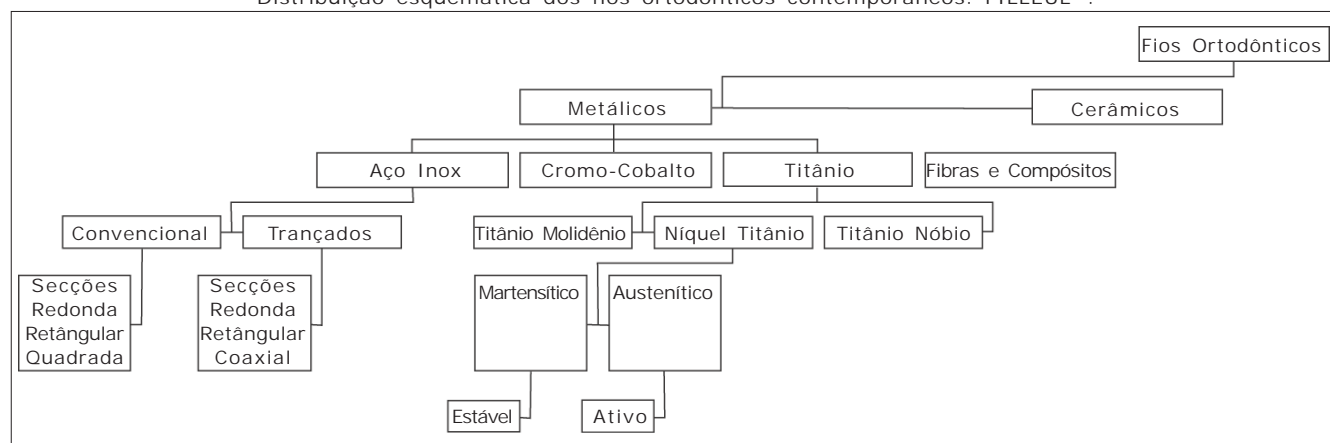 Distribuição esquemática dos fios ortodônticos contemporâneos.
Fios Ortodônticos
Metálicos
Cerâmicos
Aço Inox
Cromo-Cobalto
Titânio
Fibras e Compósitos
Convencional
Trançados
Titânio Molidênio
Níquel Titânio
Titânio Nóbio
Secções
Redonda
Retângular
Quadrada
Secções
Redonda
Retângular
Coaxial
Martensítico
Austenítico
Estável
Ativo